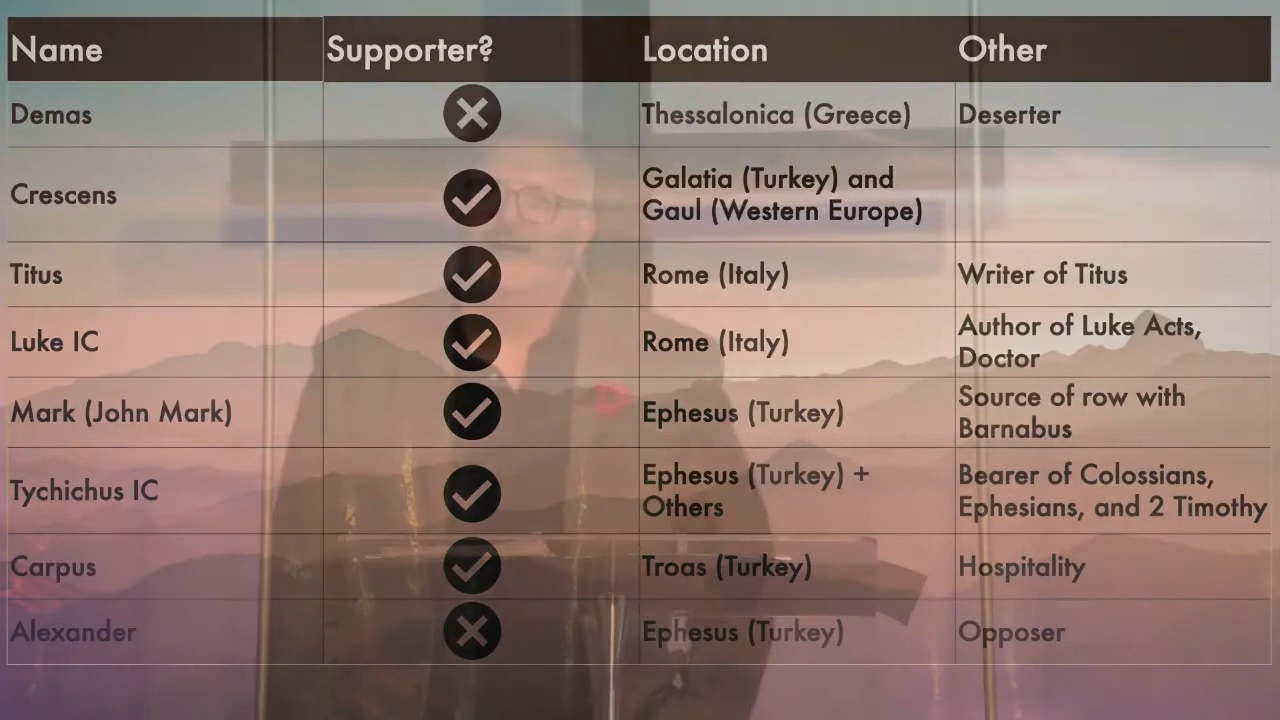 Name Supporter? Location Other
Demas Thessalonica (Greece) Deserter
Crescens Galatia (Turkey) and
Gaul (Western Europe)
Titus Rome (Italy) Writer of Titus
Luke IC Rome (Italy) Author of Luke Acts,
Doctor
Mark (John Mark) Ephesus (Turkey) Source of row with
Barnabus
Tychichus IC Ephesus (Turkey) + Bearer of Colossians,
Others Ephesians, and 2 Timothy
Carpus Troas (Turkey) Hospitality
Alexander Ephesus (Turkey) Opposer